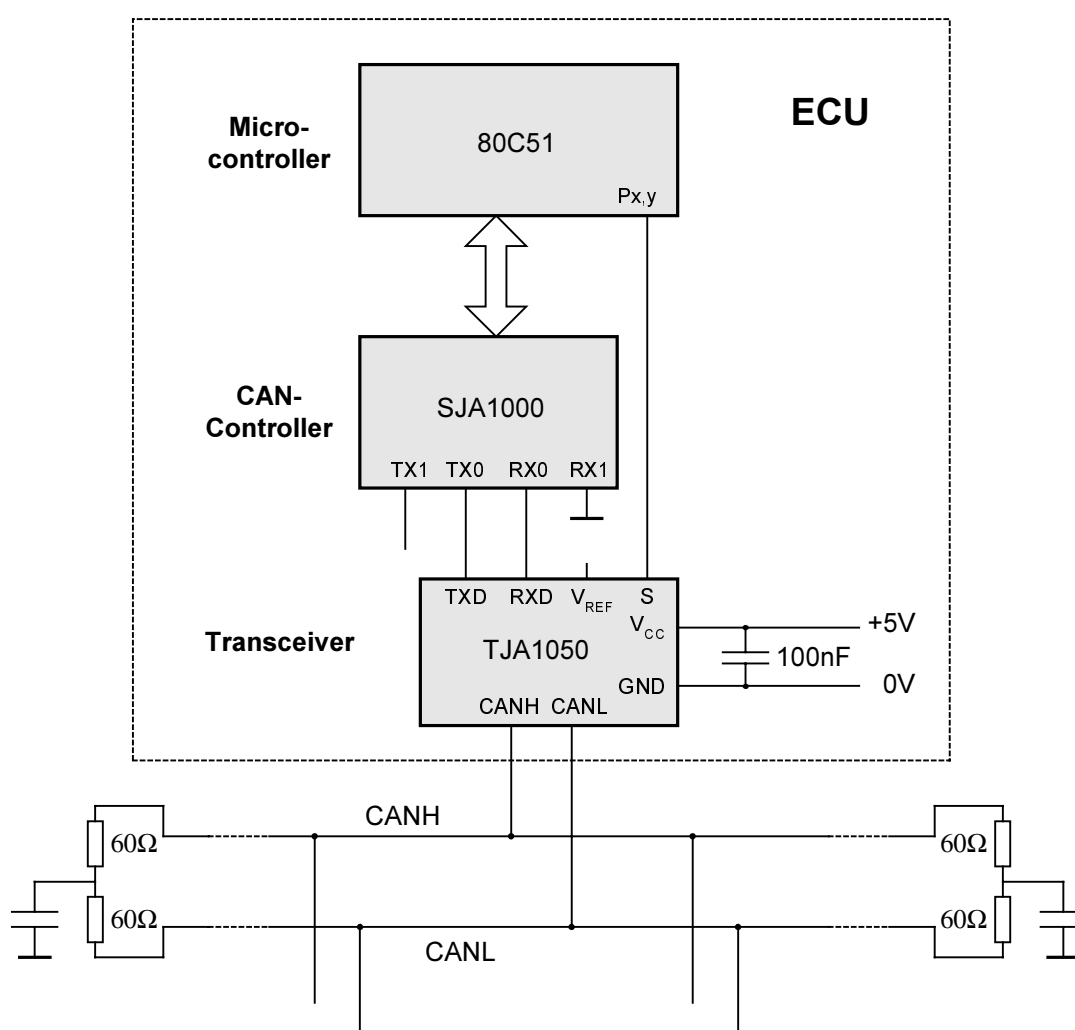 ECU
Micro-
controller
80C51
Px,y
CAN-
Controller
SJA1000
TX1 TX0 RX0 RX1
Transceiver
TXD RXD VREF S
VCC
TJA1050
GND
CANH CANL
+5V
100nF
0V
CANH
60Ω
60Ω
60Ω
60Ω
CANL